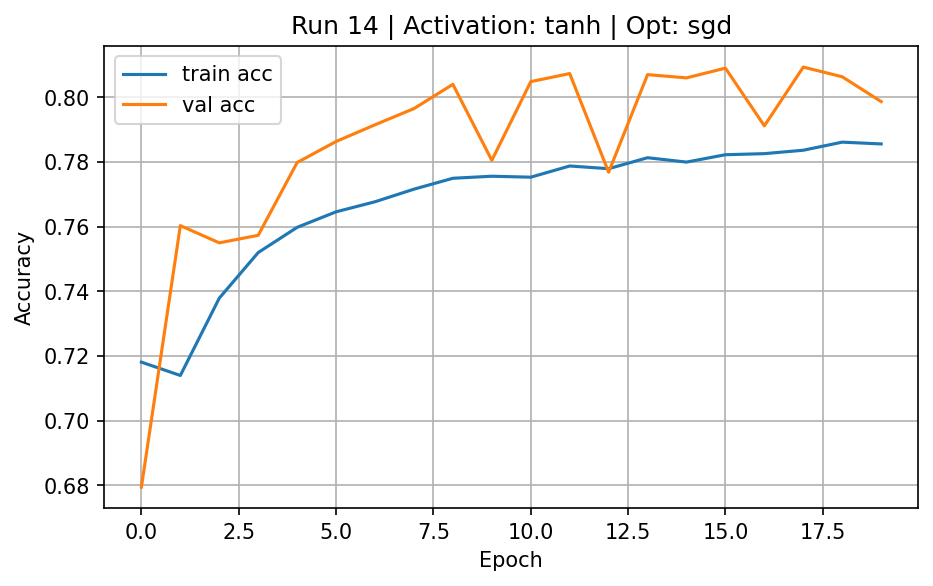 Run 14 | Activation: tanh | Opt: sgd
train acc
val acc
0.80
0.78
0.76
0.74
0.72
0.70
0.68
Accuracy
0.0 2.5 5.0 7.5 10.0 12.5 15.0 17.5
Epoch